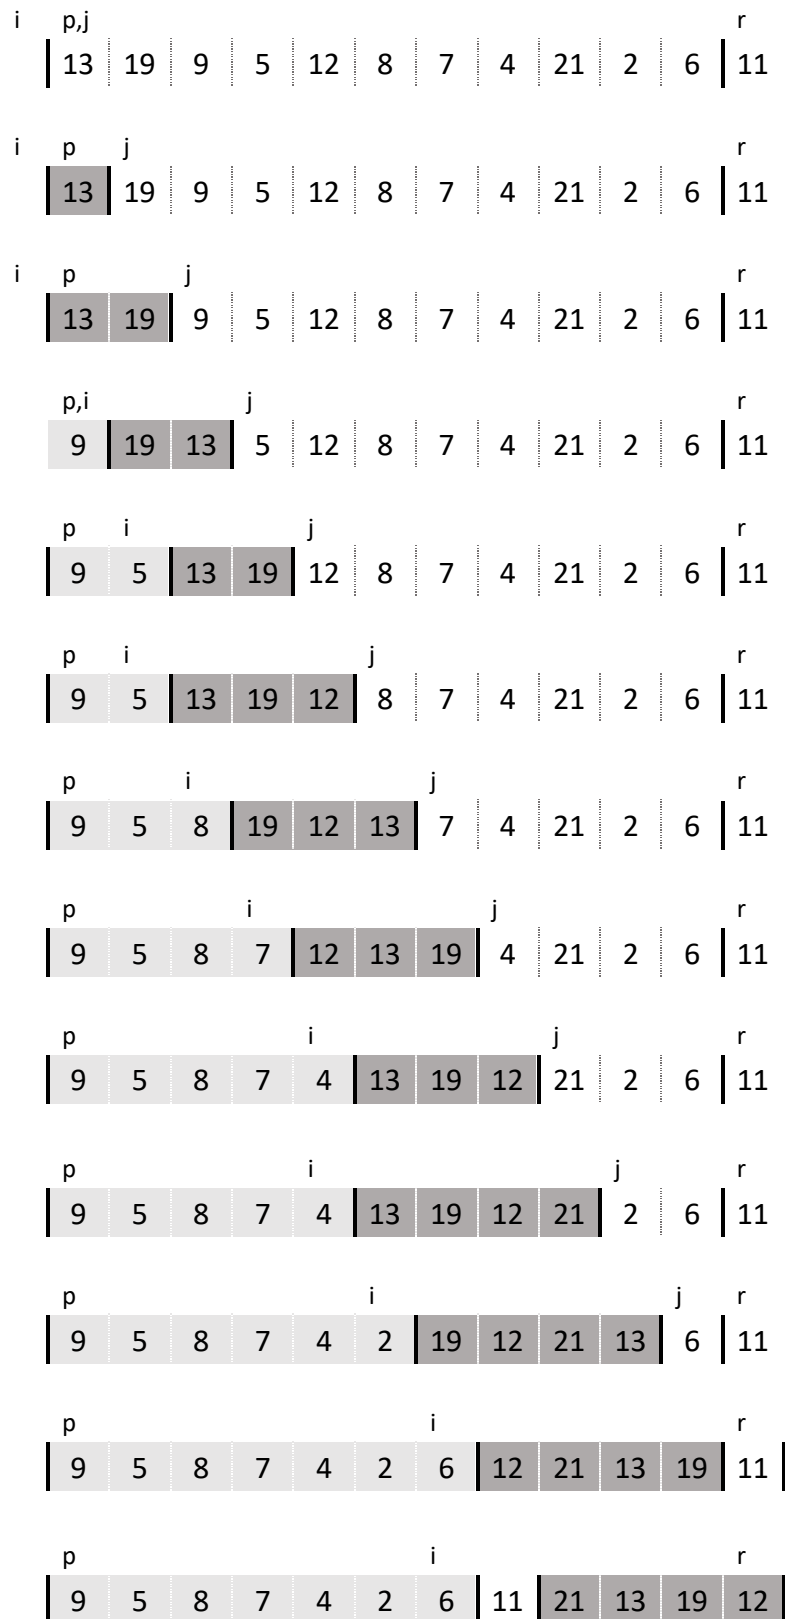 i p,j r
13 19 9 5 12 8 7 4 21 2 6 11
i p j r
13 19 9 5 12 8 7 4 21 2 6 11
i p j r
13 19 9 5 12 8 7 4 21 2 6 11
p,i j r
9 19 13 5 12 8 7 4 21 2 6 11
p i j r
9 5 13 19 12 8 7 4 21 2 6 11
p i j r
9 5 13 19 12 8 7 4 21 2 6 11
p i j r
9 5 8 19 12 13 7 4 21 2 6 11
p i j r
9 5 8 7 12 13 19 4 21 2 6 11
p i j r
9 5 8 7 4 13 19 12 21 2 6 11
p i j r
9 5 8 7 4 13 19 12 21 2 6 11
p i j r
9 5 8 7 4 2 19 12 21 13 6 11
p i r
9 5 8 7 4 2 6 12 21 13 19 11
p i r
9 5 8 7 4 2 6 11 21 13 19 12